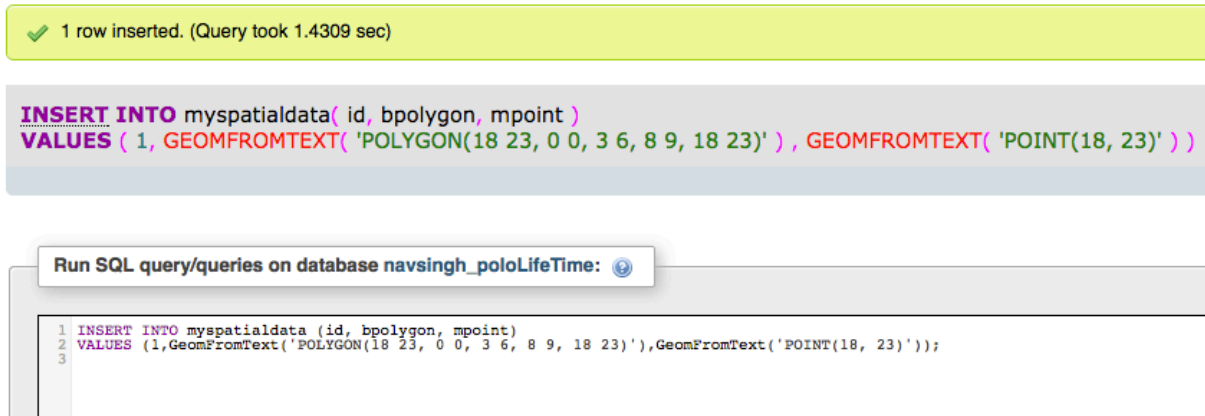 1 row inserted. (Query took 1.4309 sec)
INSERT INTO myspatialdata( id, bpolygon, mpoint )
VALUES ( 1, GEOMFROMTEXT( 'POLYGON(18 23, 0 0, 3 6, 8 9, 18 23)' ) , GEOMFROMTEXT( 'POINT(18, 23)' ) )
Run SQL query/queries on database navsingh_poloLifeTime:
1 INSERT INTO myspatialdata (id, bpolygon, mpoint)
2 VALUES (1,GeomFromText('POLYGON(18 23, 0 0, 3 6, 8 9, 18 23)'),GeomFromText('POINT(18, 23)'));
3